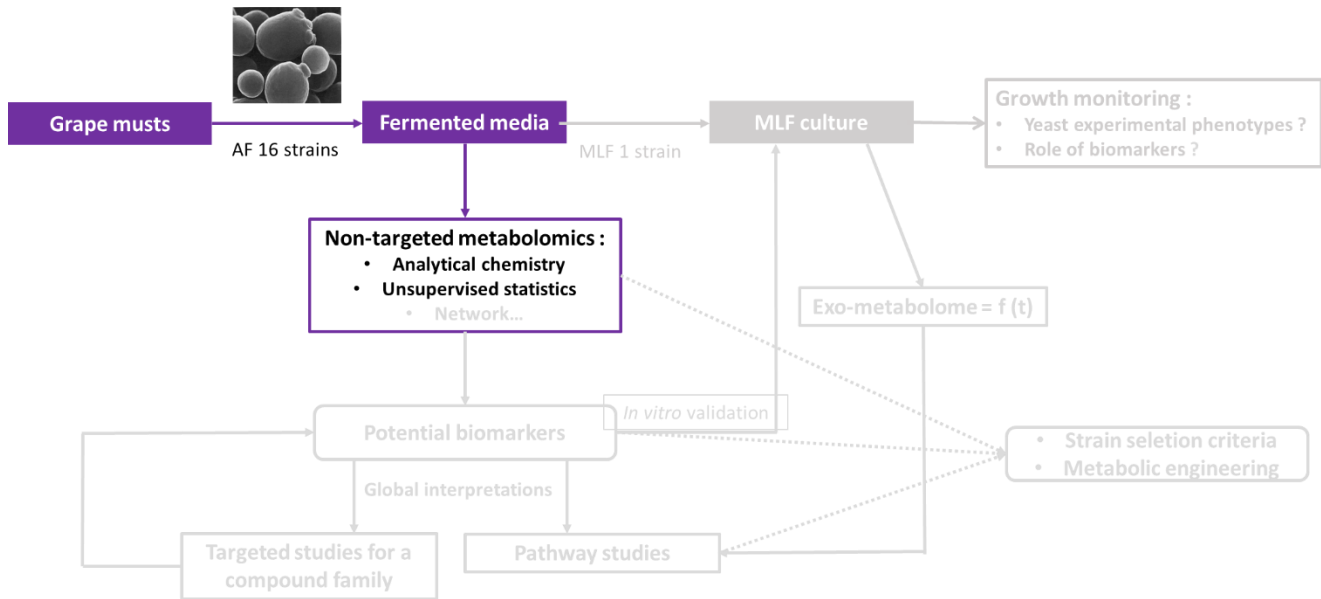 Grape musts
AF 16 strains
Fermented media
MLF 1 strain
MLF culture
Growth monitoring :
• Yeast experimental phenotypes ?
• Role of biomarkers ?
Non-targeted metabolomics :
• Analytical chemistry
• Unsupervised statistics
• Network...
Exo-metabolome = f (t)
In vitro validation
Potential biomarkers
• Strain seletion criteria
• Metabolic engineering
Global interpretations
Targeted studies for a
compound family
Pathway studies